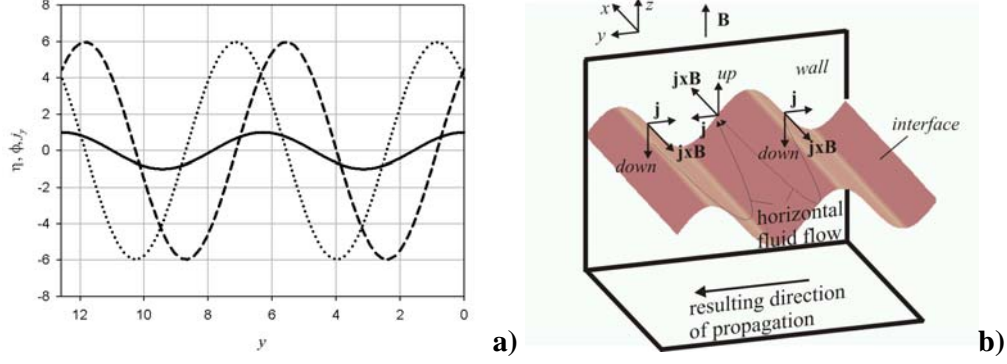 8
6
4
2
0
-2
-4
-6
-8
η, ϕ, j_y
12 10 8 6 4 2 0
y
a)
x
y
z
B
wall
jxB
up
j
j
j
interface
down
jxB
down
jxB
horizontal
fluid flow
resulting direction
of propagation
b)